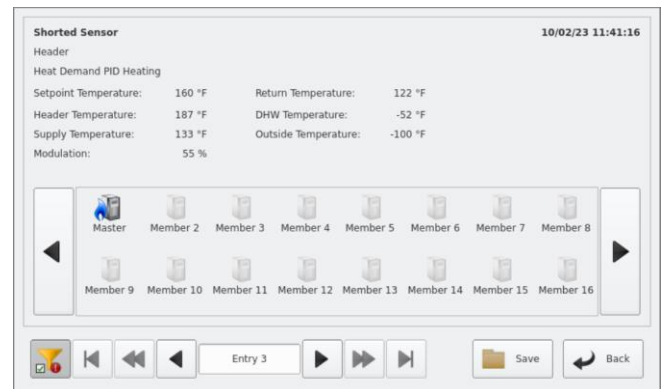 Shorted Sensor 10/02/23 11:41:16
Header
Heat Demand PID Heating
Setpoint Temperature: 160 °F Return Temperature: 122 °F
Header Temperature: 187 °F DHW Temperature: -52 °F
Supply Temperature: 133 °F Outside Temperature: -100 °F
Modulation: 55 %
Master Member 2 Member 3 Member 4 Member 5 Member 6 Member 7 Member 8
Member 9 Member 10 Member 11 Member 12 Member 13 Member 14 Member 15 Member 16
Entry 3 Save Back